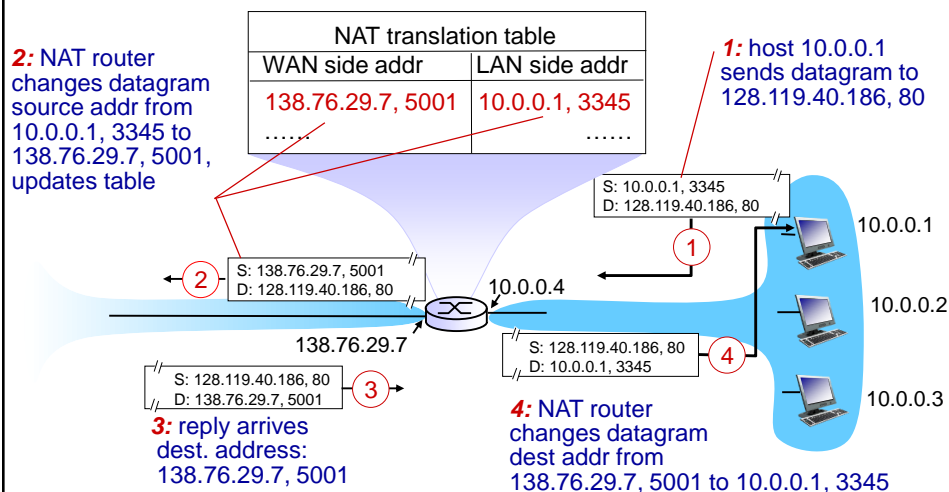 NAT translation table
WAN side addr LAN side addr
138.76.29.7, 5001 10.0.0.1, 3345
...... ......
2: NAT router
changes datagram
source addr from
10.0.0.1, 3345 to
138.76.29.7, 5001,
updates table
1: host 10.0.0.1
sends datagram to
128.119.40.186, 80
S: 10.0.0.1, 3345
D: 128.119.40.186, 80
1
10.0.0.1
2
S: 138.76.29.7, 5001
D: 128.119.40.186, 80
10.0.0.4
10.0.0.2
138.76.29.7
S: 128.119.40.186, 80
D: 10.0.0.1, 3345
4
S: 128.119.40.186, 80
D: 138.76.29.7, 5001
3
10.0.0.3
3: reply arrives
dest. address:
138.76.29.7, 5001
4: NAT router
changes datagram
dest addr from
138.76.29.7, 5001 to 10.0.0.1, 3345